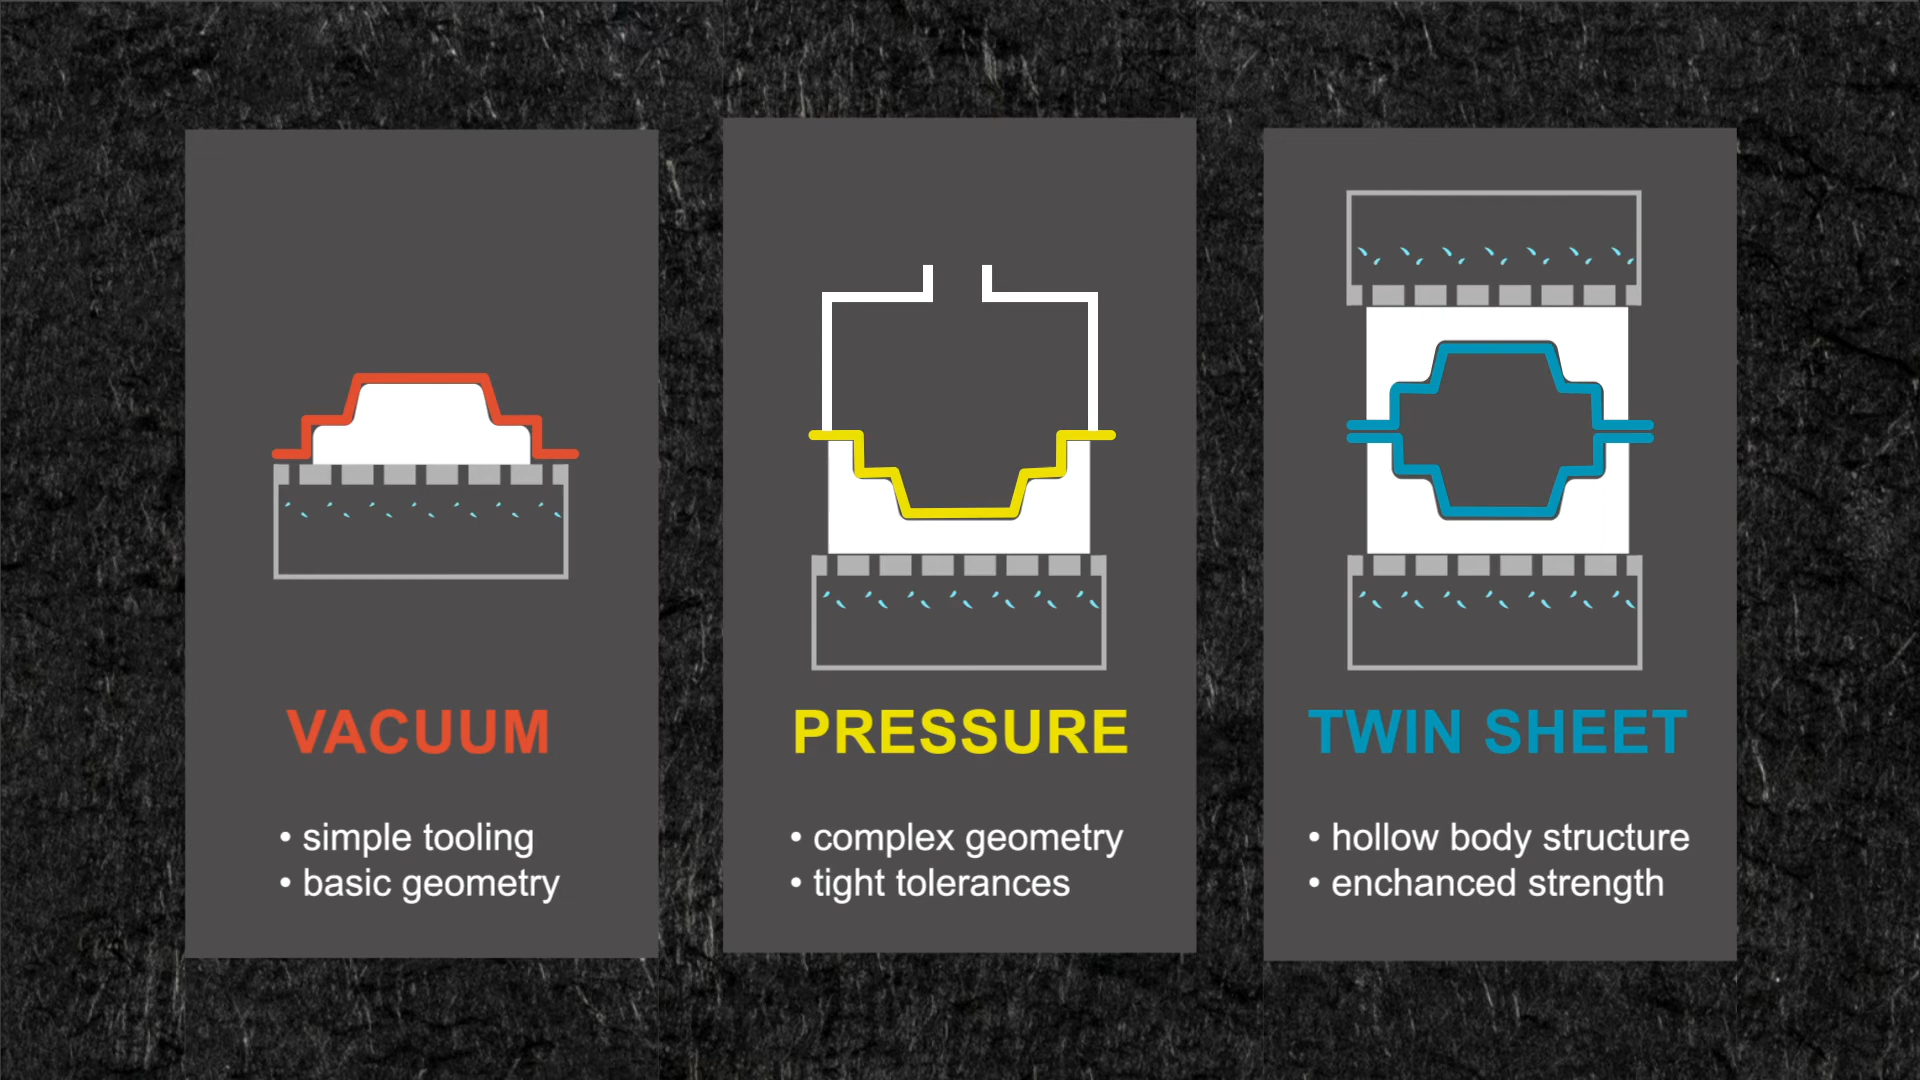 VACUUM
• simple tooling
• basic geometry
PRESSURE
• complex geometry
• tight tolerances
TWIN SHEET
• hollow body structure
• enchanced strength